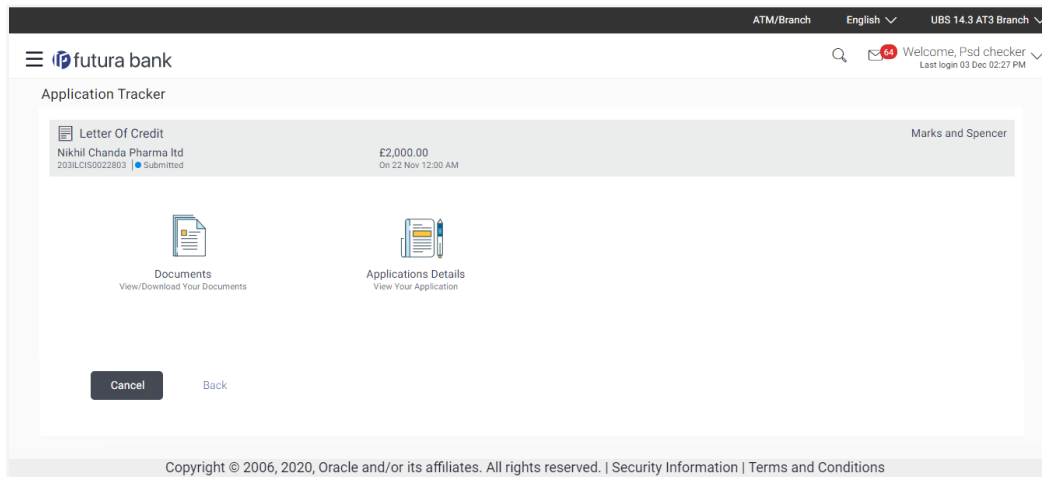 ATM/Branch English UBS 14.3 AT3 Branch
futura bank 64 Welcome, Psd checker
Last login 03 Dec 02:27 PM
Application Tracker
Letter Of Credit Marks and Spencer
Nikhil Chanda Pharma ltd £2,000.00
203ILCIS0022803 | Submitted On 22 Nov 12:00 AM
Documents Applications Details
View/Download Your Documents View Your Application
Cancel Back
Copyright © 2006, 2020, Oracle and/or its affiliates. All rights reserved. | Security Information | Terms and Conditions